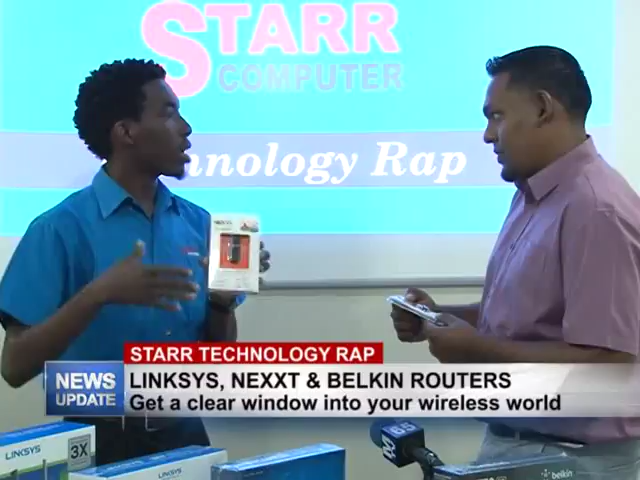 STARR
COMPUTER
nology Rap
STARR TECHNOLOGY RAP
NEWS
UPDATE
LINKSYS, NEXXT & BELKIN ROUTERS
Get a clear window into your wireless world
65
LINKSYS
3X
LINKSYS
belkin